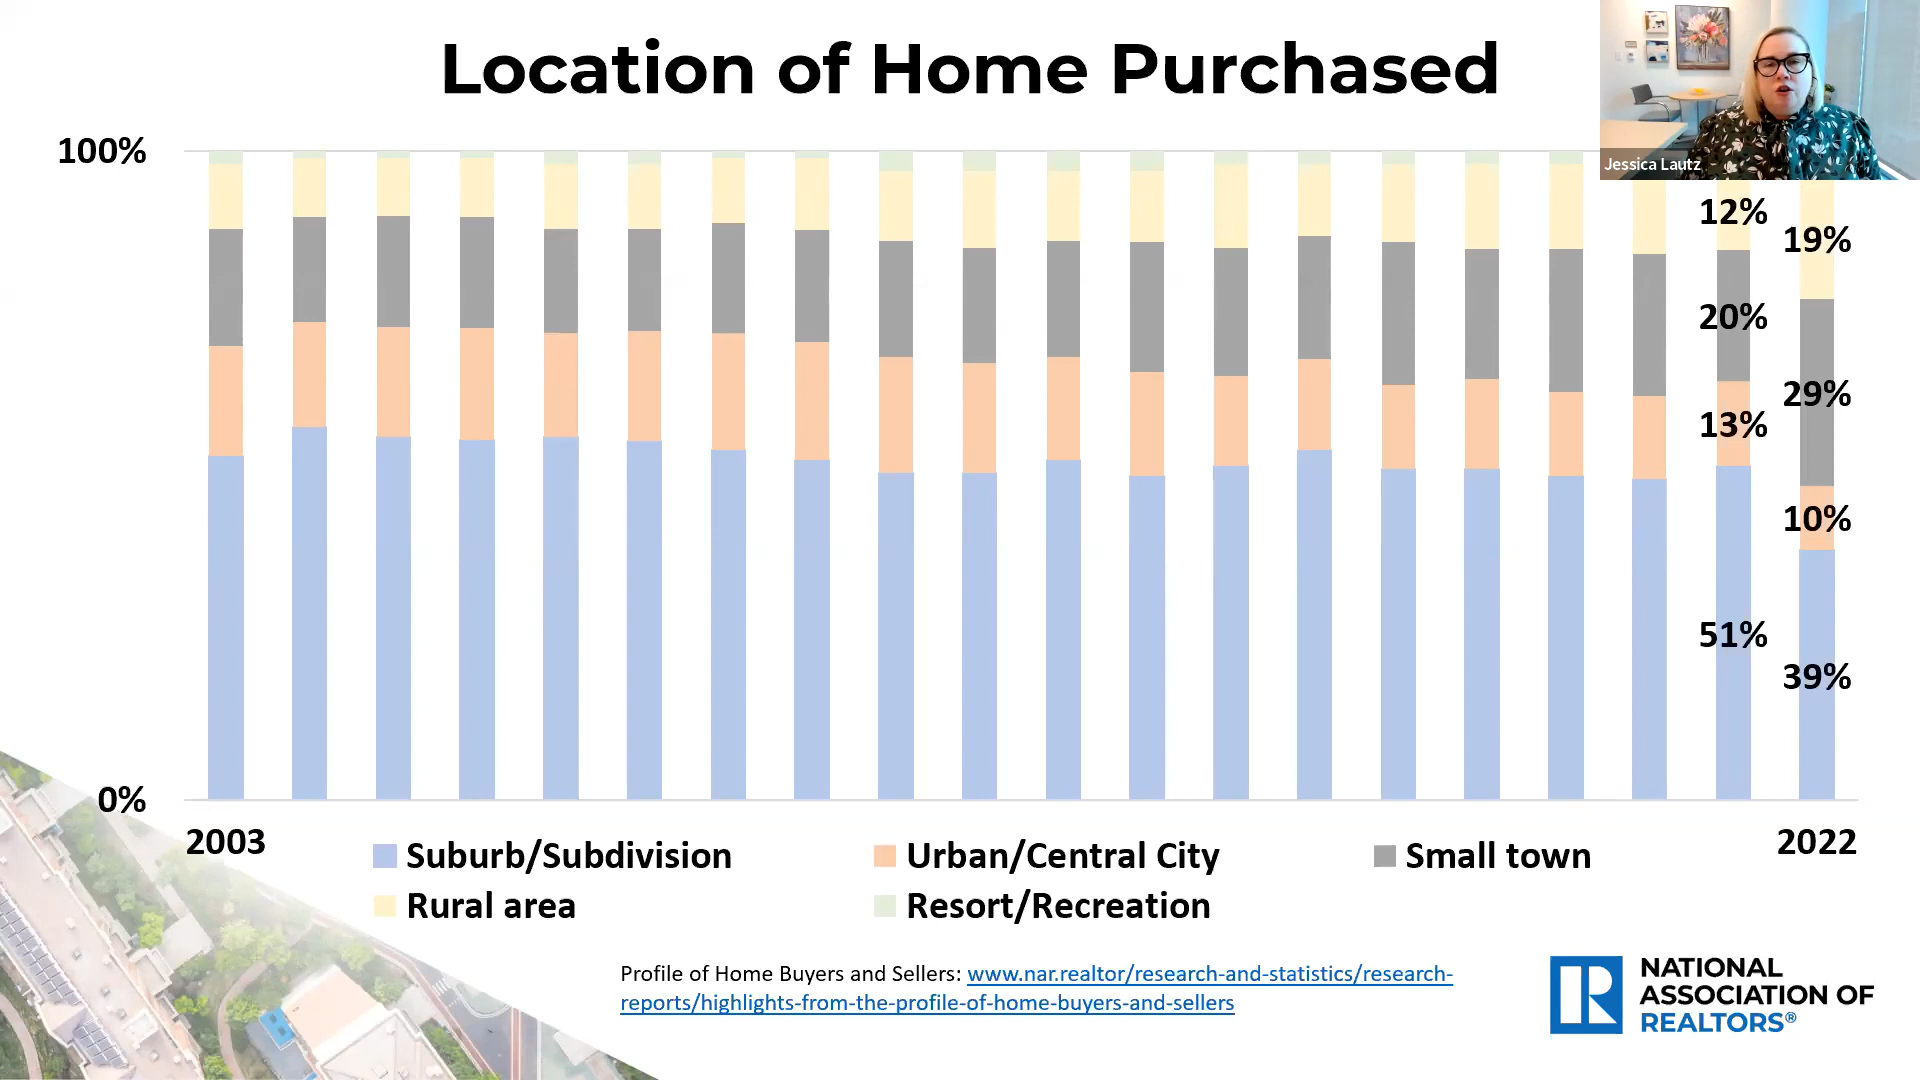 Location of Home Purchased
Jessica Lautz
100%
12%
19%
20%
29%
13%
10%
51%
39%
0%
2003
2022
Suburb/Subdivision
Urban/Central City
Small town
Rural area
Resort/Recreation
Profile of Home Buyers and Sellers: www.nar.realtor/research-and-statistics/research-
reports/highlights-from-the-profile-of-home-buyers-and-sellers
NATIONAL
ASSOCIATION OF
REALTORS®